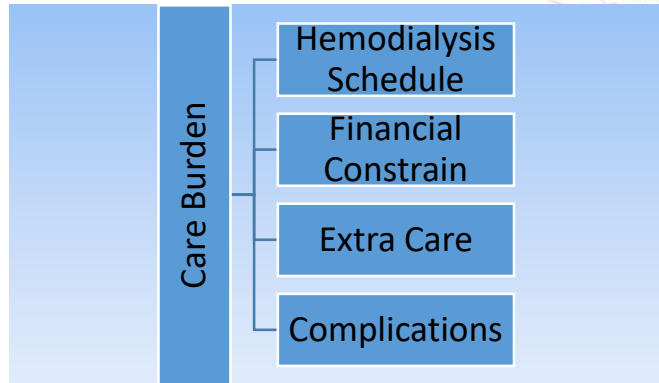 Care Burden
Hemodialysis
Schedule
Financial
Constrain
Extra Care
Complications